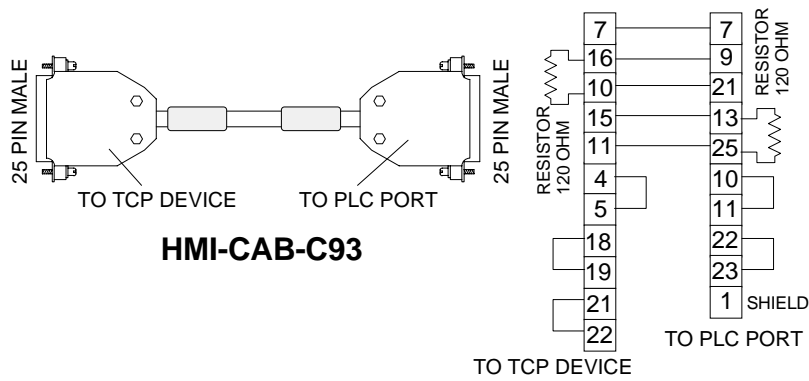 25 PIN MALE
25 PIN MALE
TO TCP DEVICE
TO PLC PORT
HMI-CAB-C93
7
16
10
15
11
4
5
18
19
21
22
RESISTOR
120 OHM
TO TCP DEVICE
7
9
21
13
25
10
11
22
23
1 SHIELD
RESISTOR
120 OHM
TO PLC PORT